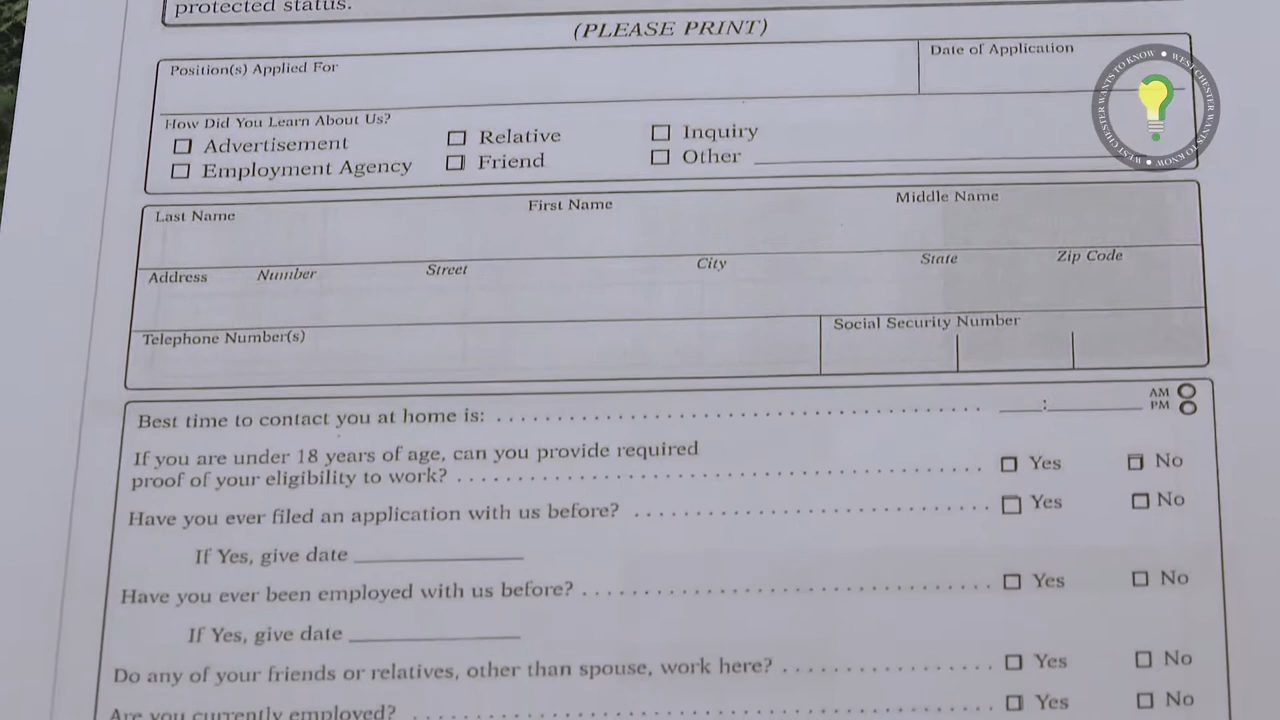 protected status.
(PLEASE PRINT)
Position(s) Applied For
Date of Application
How Did You Learn About Us?
Advertisement
Relative
Inquiry
Employment Agency
Friend
Other
Last Name
First Name
Middle Name
Address Number Street City State Zip Code
Telephone Number(s)
Social Security Number
Best time to contact you at home is: : AM
PM
If you are under 18 years of age, can you provide required
proof of your eligibility to work? Yes No
Have you ever filed an application with us before? Yes No
If Yes, give date
Have you ever been employed with us before? Yes No
If Yes, give date
Do any of your friends or relatives, other than spouse, work here? Yes No
Are you currently employed? Yes No
WEST CHESTER WANTS TO KNOW • WEST CHESTER WANTS TO KNOW •